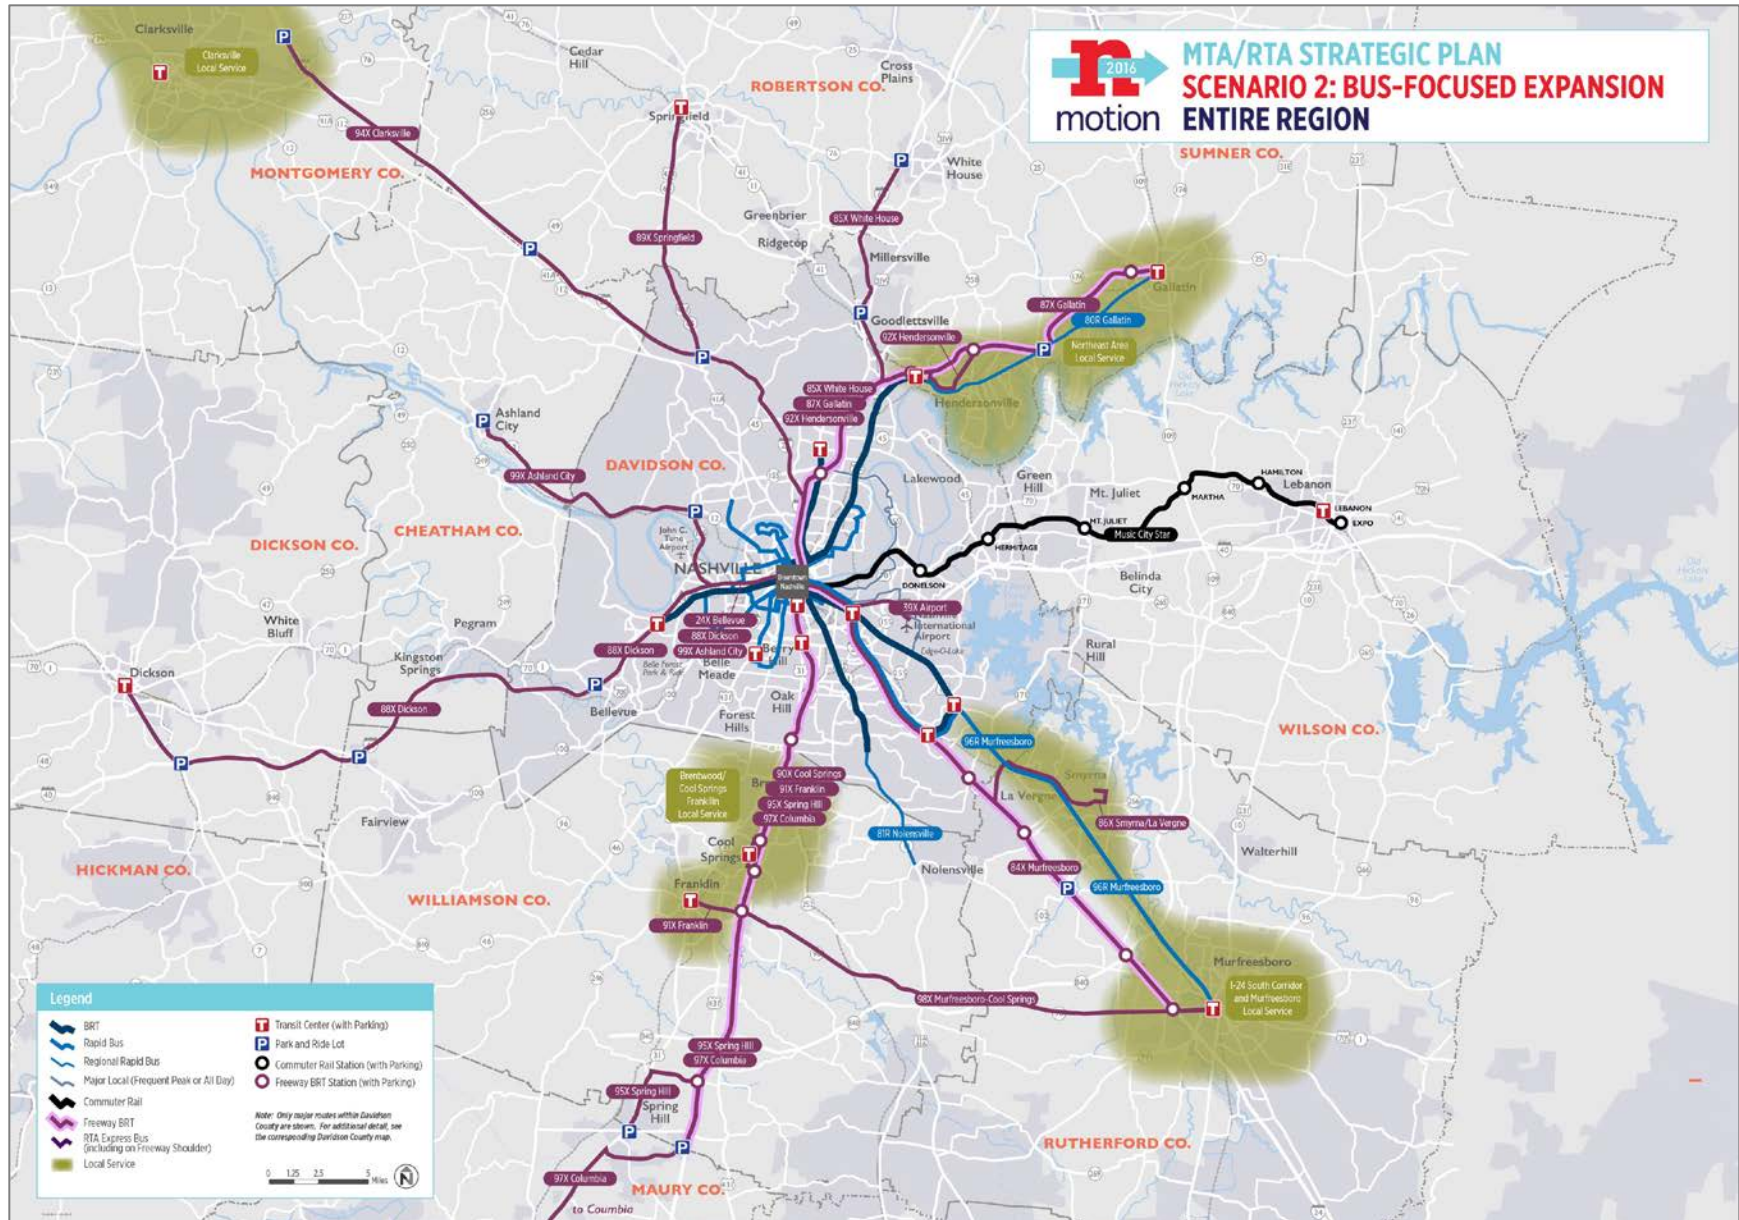 2016
motion
MTA/RTA STRATEGIC PLAN
SCENARIO 2: BUS-FOCUSED EXPANSION
ENTIRE REGION
Clarksville
Clarksville
Local Service
94X Clarksville
MONTGOMERY CO.
Cedar
Hill
Springfield
ROBERTSON CO.
Cross
Plains
SUMNER CO.
White
House
85X White House
Greenbrier
Ridgetop
89X Springfield
Millersville
Goodlettsville
92X Hendersonville
87X Gallatin
80R Gallatin
Gallatin
Northeast Area
Local Service
Hendersonville
85X White House
87X Gallatin
92X Hendersonville
Ashland
City
99X Ashland City
DAVIDSON CO.
CHEATHAM CO.
DICKSON CO.
Lakewood
Green
Hill
Mt. Juliet
HAMILTON
Lebanon
MARTHA
LEBANON
EXPO
MT. JULIET
Music City Star
HERMITAGE
DONELSON
Belinda
City
John C.
Tune
Airport
NASHVILLE
Downtown
Nashville
39X Airport
International
Airport
Edge-O-Lake
Rural
Hill
WILSON CO.
White
Bluff
Pegram
Kingston
Springs
Dickson
88X Dickson
88X Dickson
24X Bellevue
88X Dickson
99X Ashland City
Berry
Hill
Belle
Meade
Bellevue
Oak
Hill
Forest
Hills
96R Murfreesboro
Smyrna
La Vergne
86X Smyrna/La Vergne
Brentwood/
Cool Springs
Franklin
Local Service
90X Cool Springs
91X Franklin
95X Spring Hill
97X Columbia
81R Nolensville
Nolensville
Fairview
Cool
Springs
Franklin
91X Franklin
84X Murfreesboro
96R Murfreesboro
Walterhill
HICKMAN CO.
WILLIAMSON CO.
Murfreesboro
I-24 South Corridor
and Murfreesboro
Local Service
98X Murfreesboro-Cool Springs
95X Spring Hill
97X Columbia
95X Spring Hill
Spring
Hill
97X Columbia
to Coumbia
MAURY CO.
RUTHERFORD CO.
Legend
BRT
Rapid Bus
Regional Rapid Bus
Major Local (Frequent Peak or All Day)
Commuter Rail
Freeway BRT
RTA Express Bus
(including on Freeway Shoulder)
Local Service
T Transit Center (with Parking)
P Park and Ride Lot
Commuter Rail Station (with Parking)
Freeway BRT Station (with Parking)
Note: Only major routes within Davidson
County are shown. For additional detail, see
the corresponding Davidson County map.
0 1.25 2.5 5
Miles
N